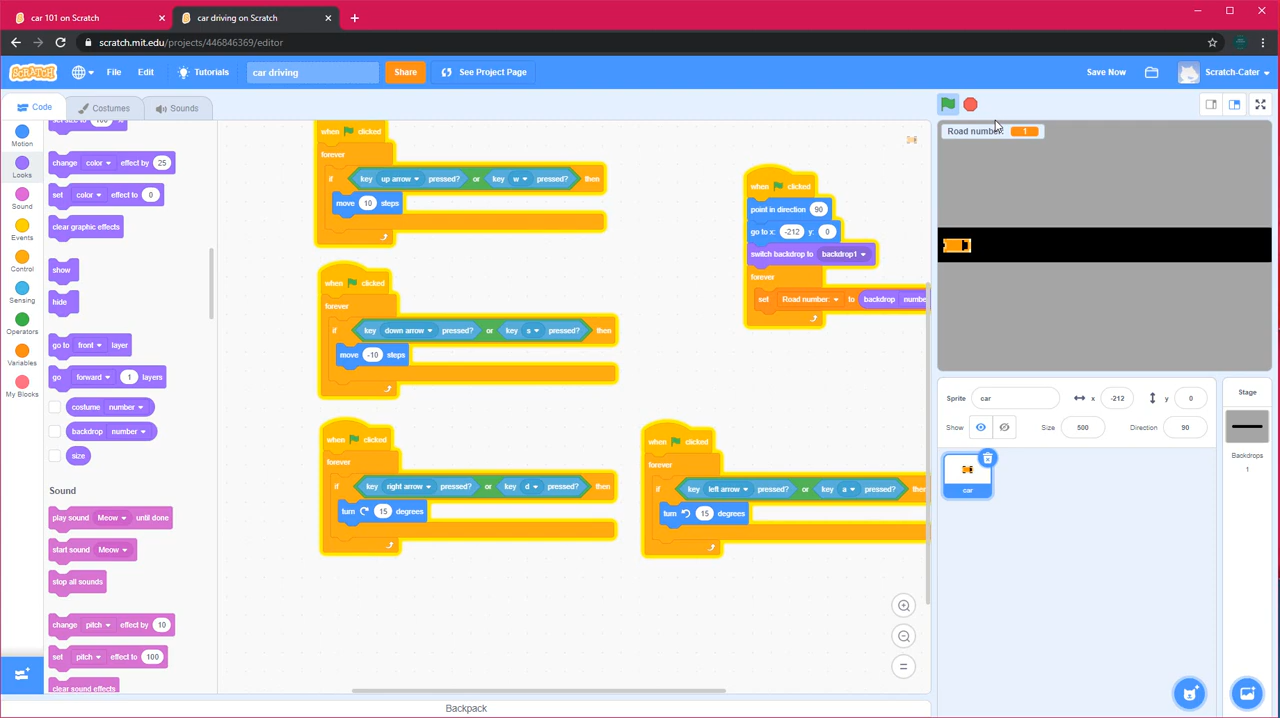 car 101 on Scratch
car driving on Scratch
scratch.mit.edu/projects/446846369/editor
SCRATCH
File
Edit
Tutorials
car driving
Share
See Project Page
Save Now
Scratch-Cater
Code
Costumes
Sounds
Motion
Looks
Sound
Events
Control
Sensing
Operators
Variables
My Blocks
set size to 100 %
change color effect by 25
set color effect to 0
clear graphic effects
show
hide
go to front layer
go forward 1 layers
costume number
backdrop number
size
Sound
play sound Meow until done
start sound Meow
stop all sounds
change pitch effect by 10
set pitch effect to 100
clear sound effects
when clicked
forever
if key up arrow pressed? or key w pressed? then
move 10 steps
when clicked
forever
if key down arrow pressed? or key s pressed? then
move -10 steps
when clicked
forever
if key right arrow pressed? or key d pressed? then
turn 15 degrees
when clicked
point in direction 90
go to x: -212 y: 0
switch backdrop to backdrop1
forever
set Road number: to backdrop numbe
when clicked
forever
if key left arrow pressed? or key a pressed? then
turn 15 degrees
Backpack
Road number: 1
Sprite car x -212 y 0
Show Size 500 Direction 90
car
Stage
Backdrops
1